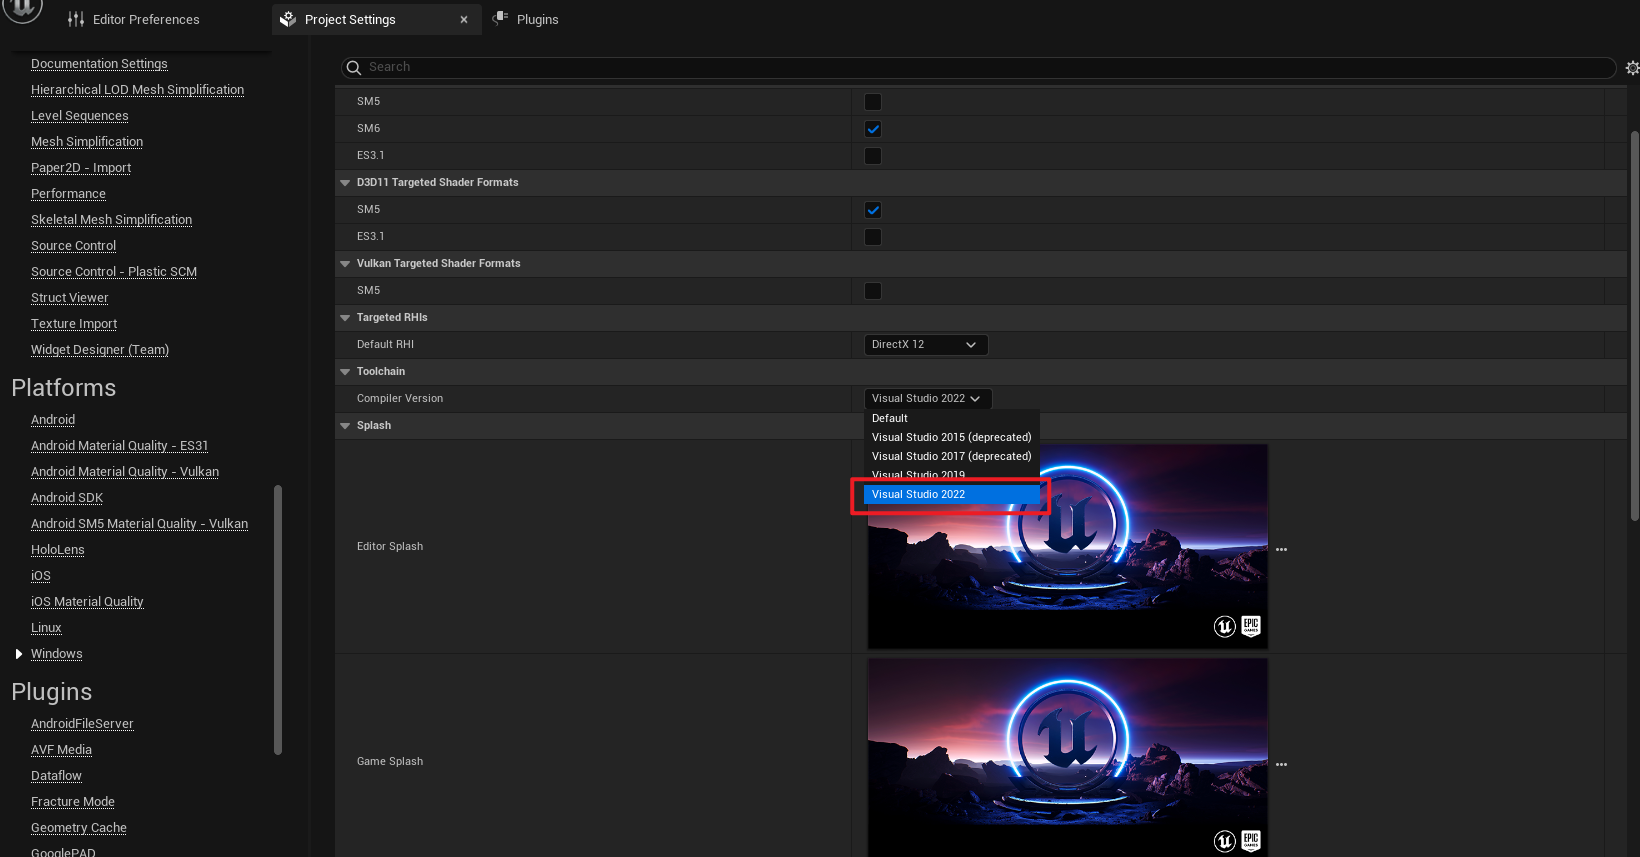 Editor Preferences
Project Settings
Plugins
Documentation Settings
Hierarchical LOD Mesh Simplification
Level Sequences
Mesh Simplification
Paper2D - Import
Performance
Skeletal Mesh Simplification
Source Control
Source Control - Plastic SCM
Struct Viewer
Texture Import
Widget Designer (Team)
Platforms
Android
Android Material Quality - ES31
Android Material Quality - Vulkan
Android SDK
Android SM5 Material Quality - Vulkan
HoloLens
iOS
iOS Material Quality
Linux
Windows
Plugins
AndroidFileServer
AVF Media
Dataflow
Fracture Mode
Geometry Cache
GooglePAD
Search
SM5
SM6
ES3.1
D3D11 Targeted Shader Formats
SM5
ES3.1
Vulkan Targeted Shader Formats
SM5
Targeted RHIs
Default RHI
DirectX 12
Toolchain
Compiler Version
Visual Studio 2022
Default
Visual Studio 2015 (deprecated)
Visual Studio 2017 (deprecated)
Visual Studio 2019
Visual Studio 2022
Splash
Editor Splash
EPIC
GAMES
Game Splash
EPIC
GAMES